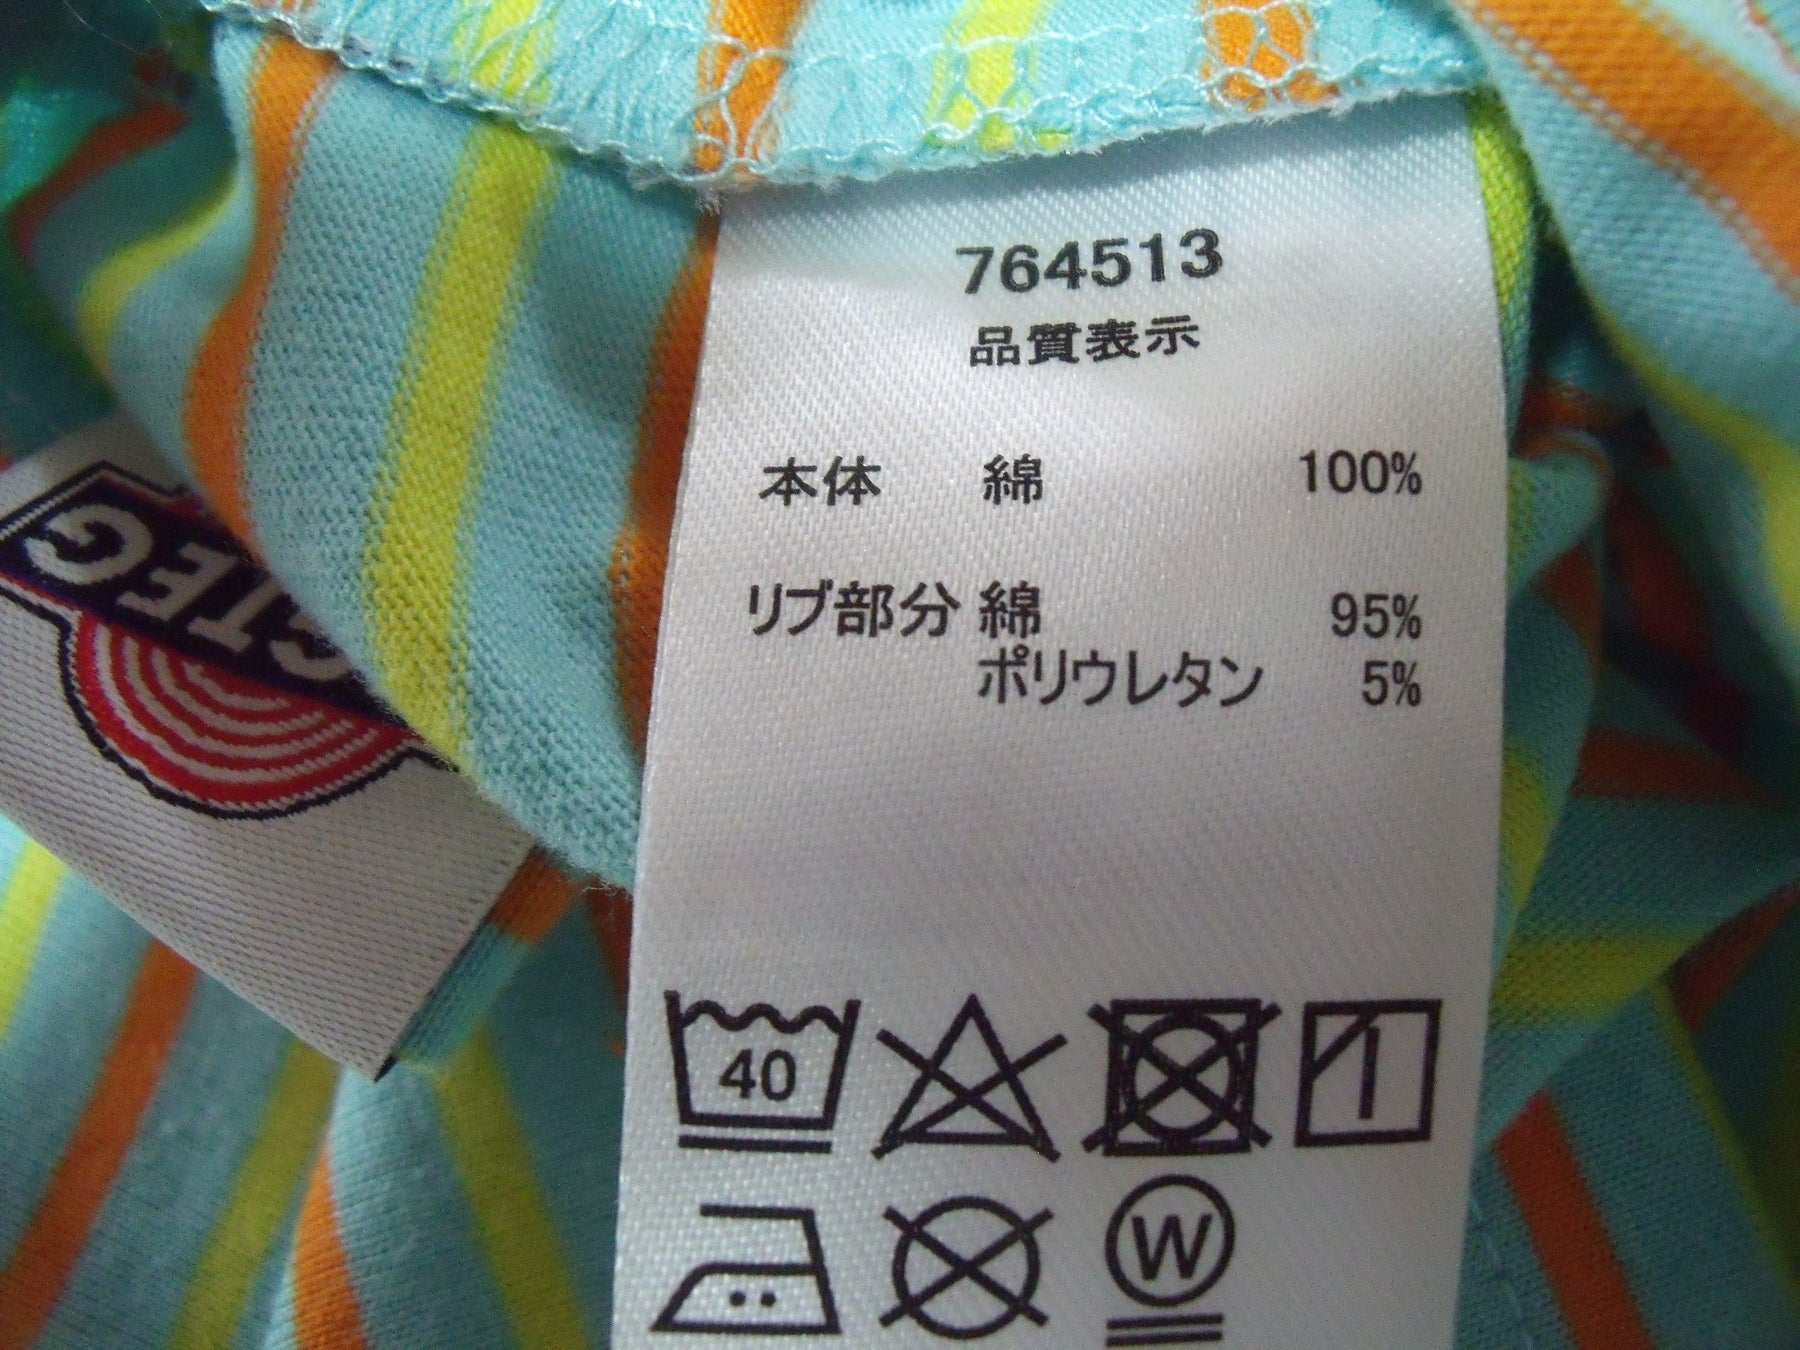 764513
品質表示
本体 綿 100%
リブ部分 綿 95%
ポリウレタン 5%
40
W